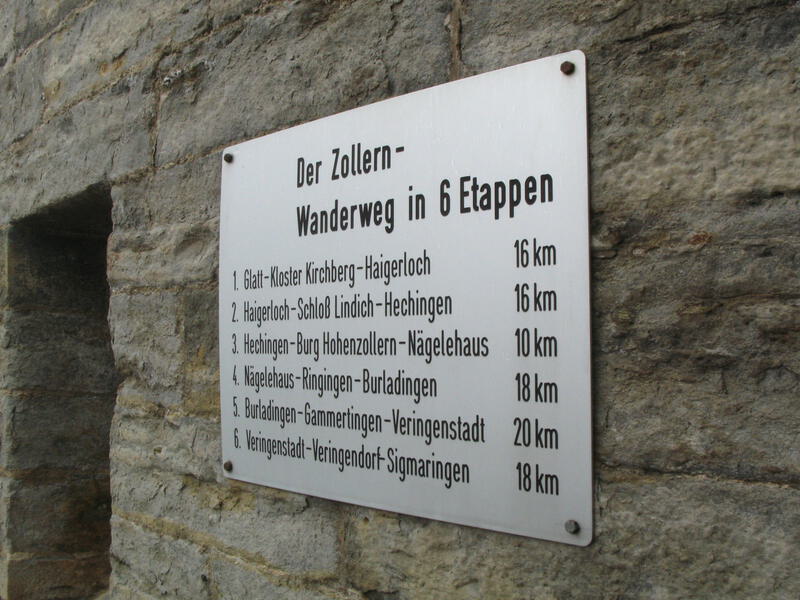 Der Zollern-
Wanderweg in 6 Etappen
1. Glatt-Kloster Kirchberg-Haigerloch 16 km
2. Haigerloch-Schloß Lindich-Hechingen 16 km
3. Hechingen-Burg Hohenzollern-Nägelehaus 10 km
4. Nägelehaus-Ringingen-Burladingen 18 km
5. Burladingen-Gammertingen-Veringenstadt 20 km
6. Veringenstadt-Veringendorf-Sigmaringen 18 km